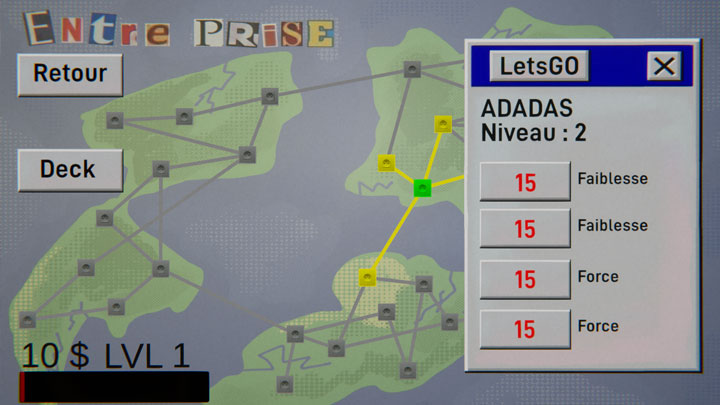 ENtre PRISE
Retour
Deck
10 $ LVL 1
LetsGO
ADADAS
Niveau : 2
15 Faiblesse
15 Faiblesse
15 Force
15 Force